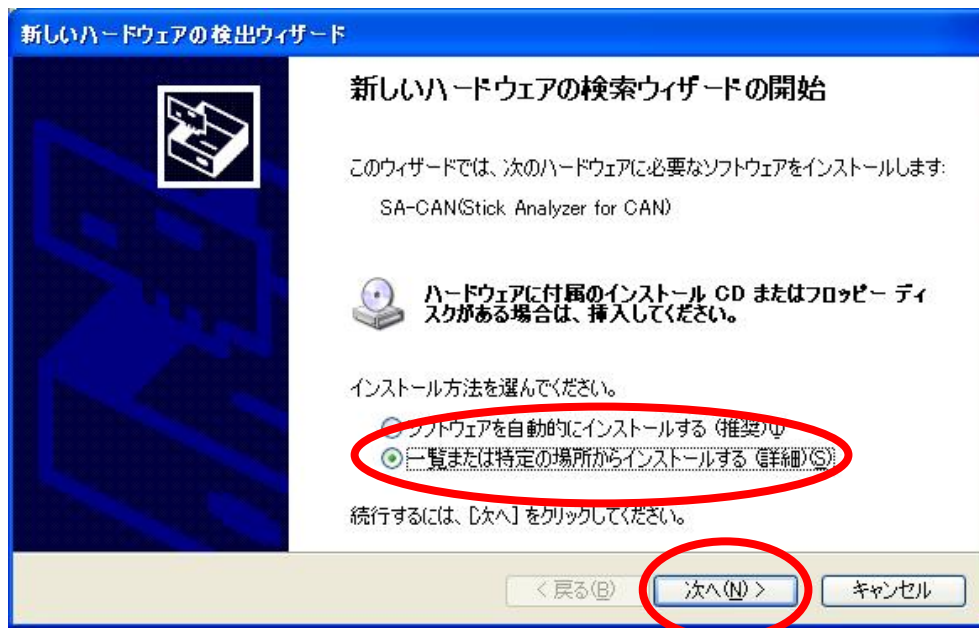 新しいハードウェアの検出ウィザード
新しいハードウェアの検索ウィザードの開始
このウィザードでは、次のハードウェアに必要なソフトウェアをインストールします:
SA-CAN(Stick Analyzer for CAN)
ハードウェアに付属のインストール CD またはフロッピー ディ
スクがある場合は、挿入してください。
インストール方法を選んでください。
ソフトウェアを自動的にインストールする (推奨)(I)
一覧または特定の場所からインストールする (詳細)(S)
続行するには、[次へ] をクリックしてください。
< 戻る(B)
次へ(N) >
キャンセル